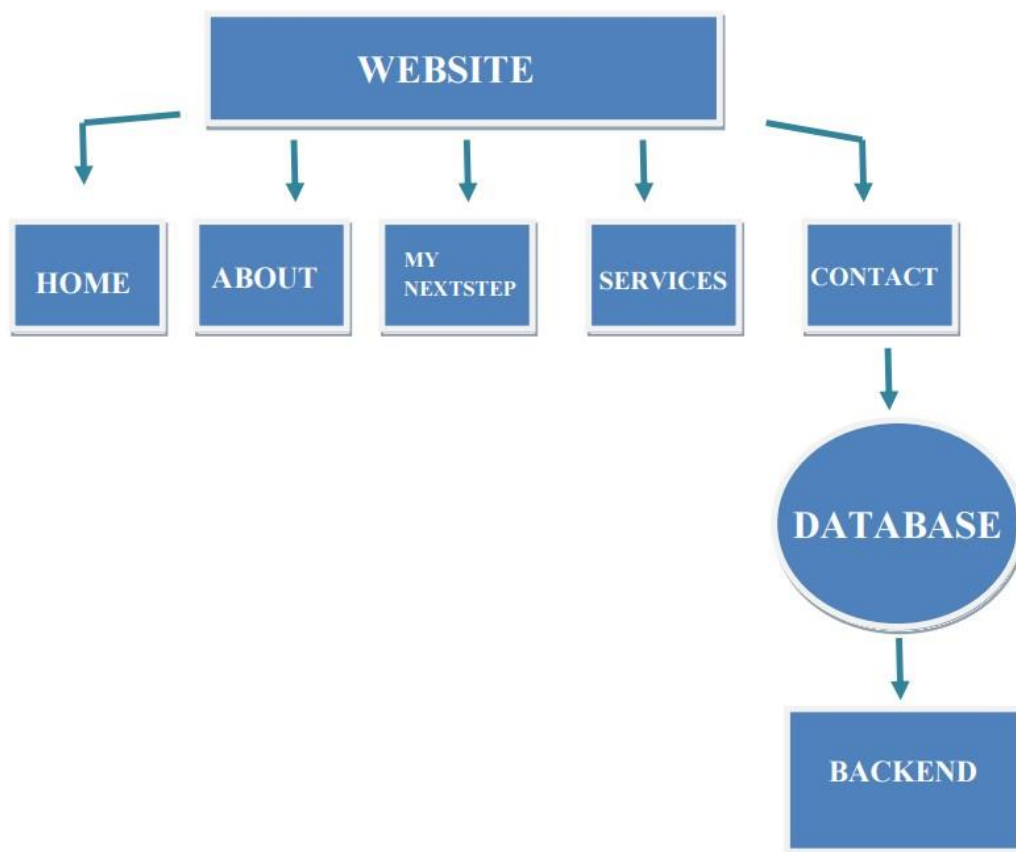 WEBSITE
HOME
ABOUT
MY
NEXTSTEP
SERVICES
CONTACT
DATABASE
BACKEND